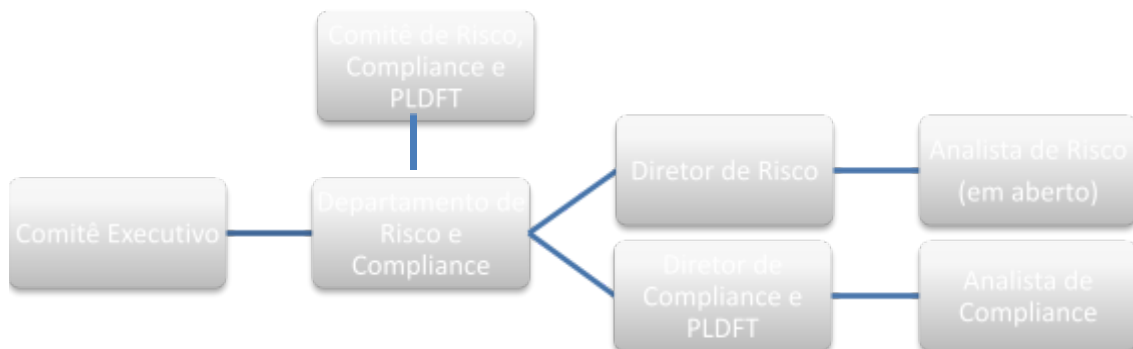 Comitê de Risco,
Compliance e
PLDFT
Comitê Executivo
Departamento de
Risco e
Compliance
Diretor de Risco
Analista de Risco
(em aberto)
Diretor de
Compliance e
PLDFT
Analista de
Compliance